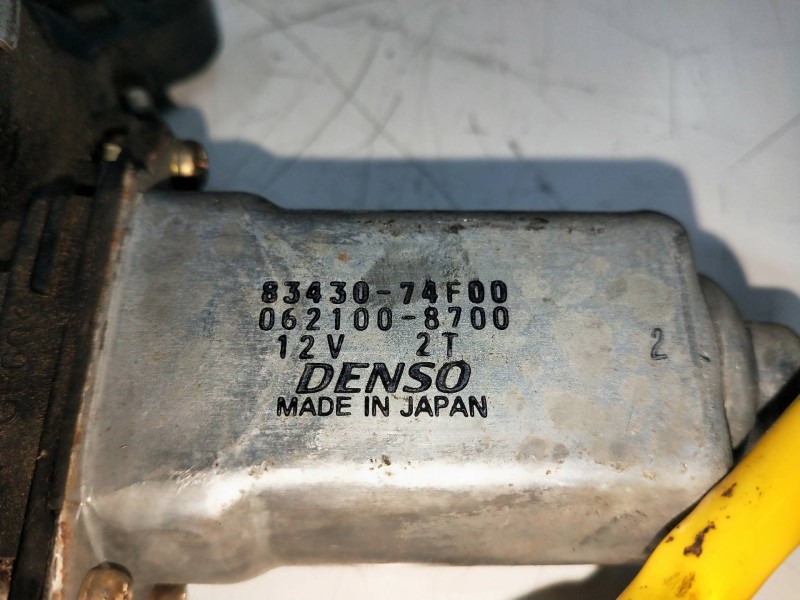 83430-74F00
062100-8700
12V 2T 2
DENSO
MADE IN JAPAN